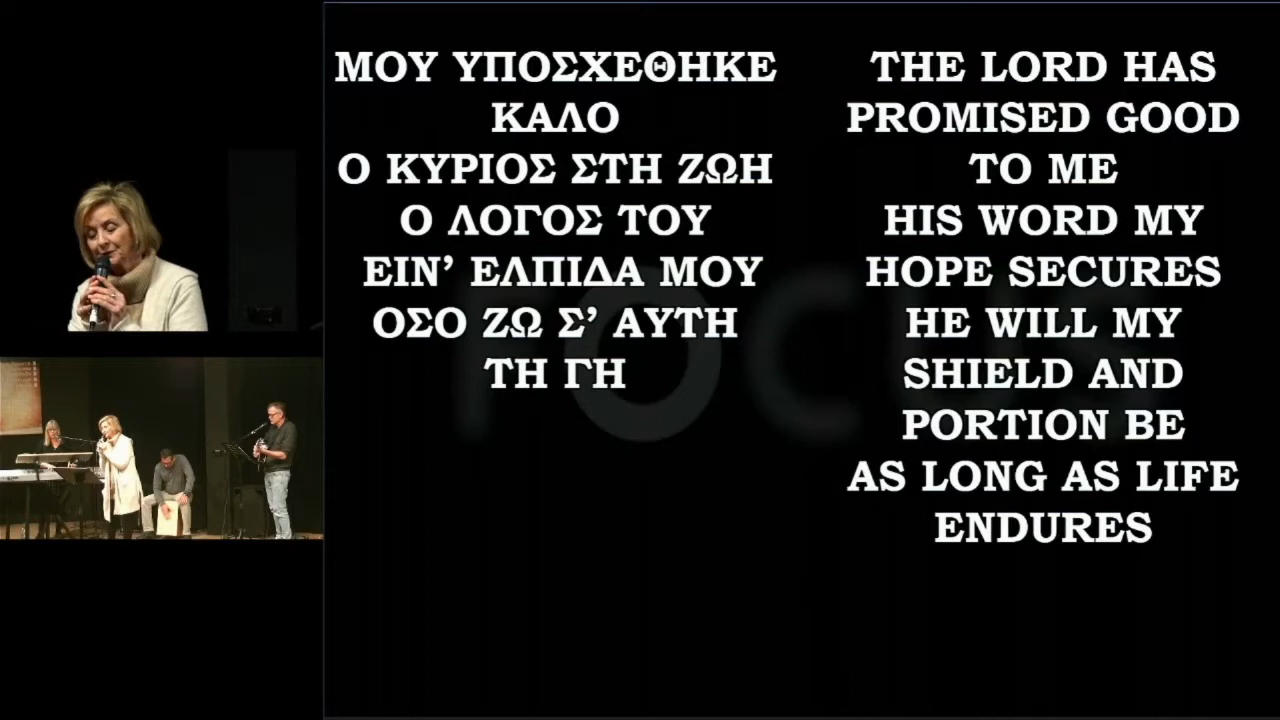 ΜΟΥ ΥΠΟΣΧΕΘΗΚΕ
ΚΑΛΟ
Ο ΚΥΡΙΟΣ ΣΤΗ ΖΩΗ
Ο ΛΟΓΟΣ ΤΟΥ
ΕΙΝ’ ΕΛΠΙΔΑ ΜΟΥ
ΟΣΟ ΖΩ Σ’ ΑΥΤΗ
ΤΗ ΓΗ
THE LORD HAS
PROMISED GOOD
TO ME
HIS WORD MY
HOPE SECURES
HE WILL MY
SHIELD AND
PORTION BE
AS LONG AS LIFE
ENDURES